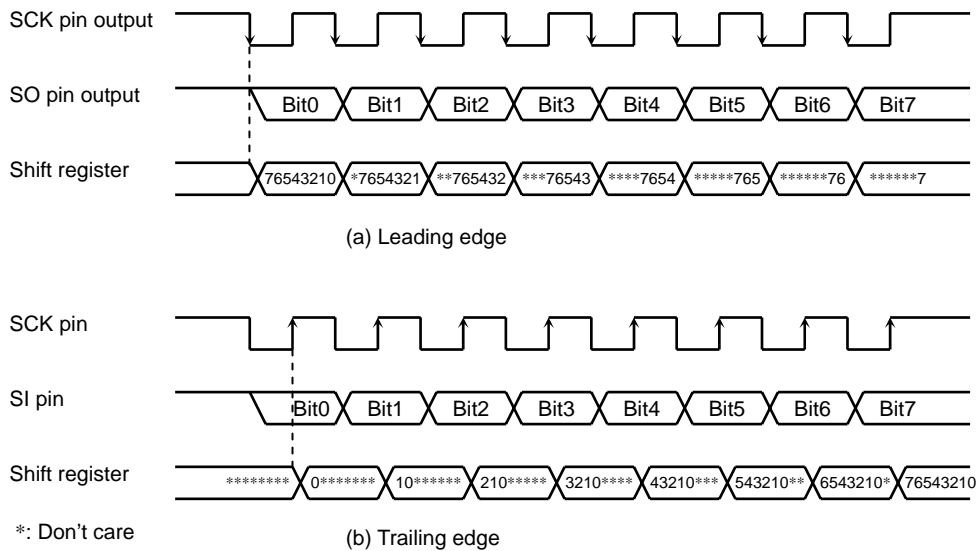 SCK pin output
SO pin output Bit0 Bit1 Bit2 Bit3 Bit4 Bit5 Bit6 Bit7
Shift register 76543210 *7654321 **765432 ***76543 ****7654 *****765 ******76 ******7
(a) Leading edge
SCK pin
SI pin Bit0 Bit1 Bit2 Bit3 Bit4 Bit5 Bit6 Bit7
Shift register ******** 0******* 10****** 210***** 3210**** 43210*** 543210** 6543210* 76543210
*: Don't care
(b) Trailing edge